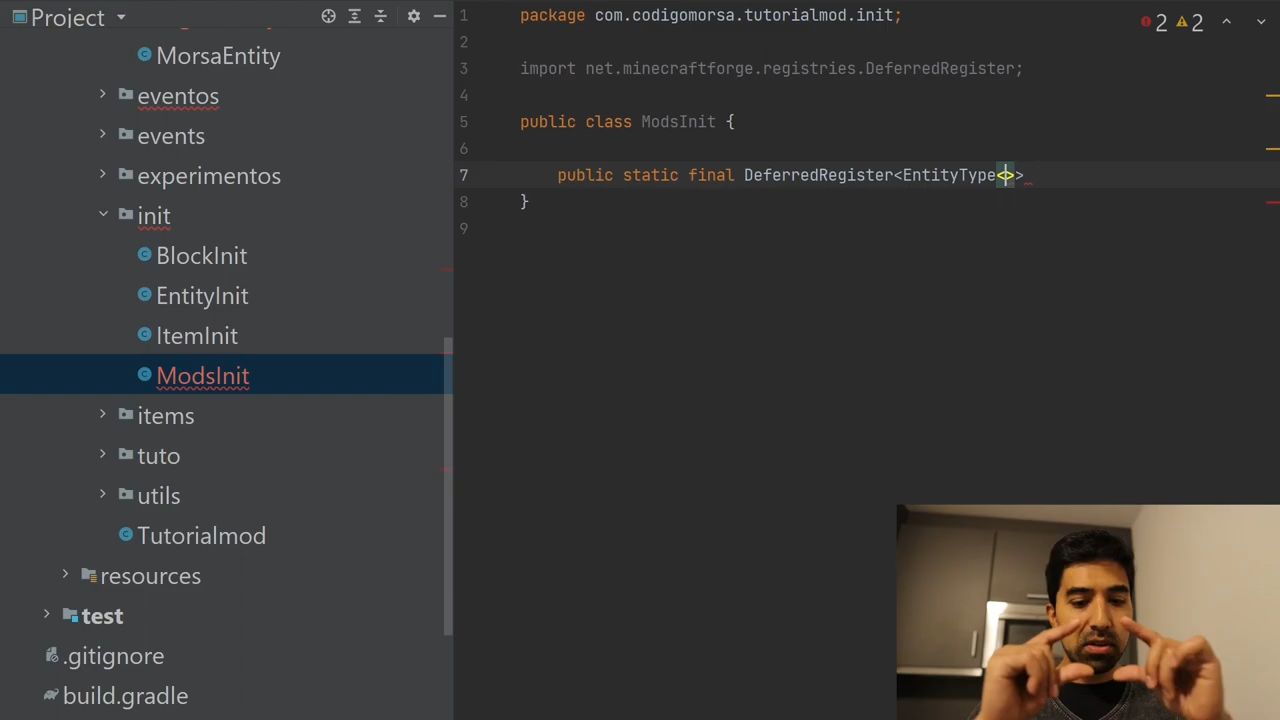 Project
MorsaEntity
eventos
events
experimentos
init
BlockInit
EntityInit
ItemInit
ModsInit
items
tuto
utils
Tutorialmod
resources
test
.gitignore
build.gradle
1 package com.codigomorsa.tutorialmod.init;
2
3 import net.minecraftforge.registries.DeferredRegister;
4
5 public class ModsInit {
6
7 public static final DeferredRegister<EntityType<>>
8 }
9
2 2